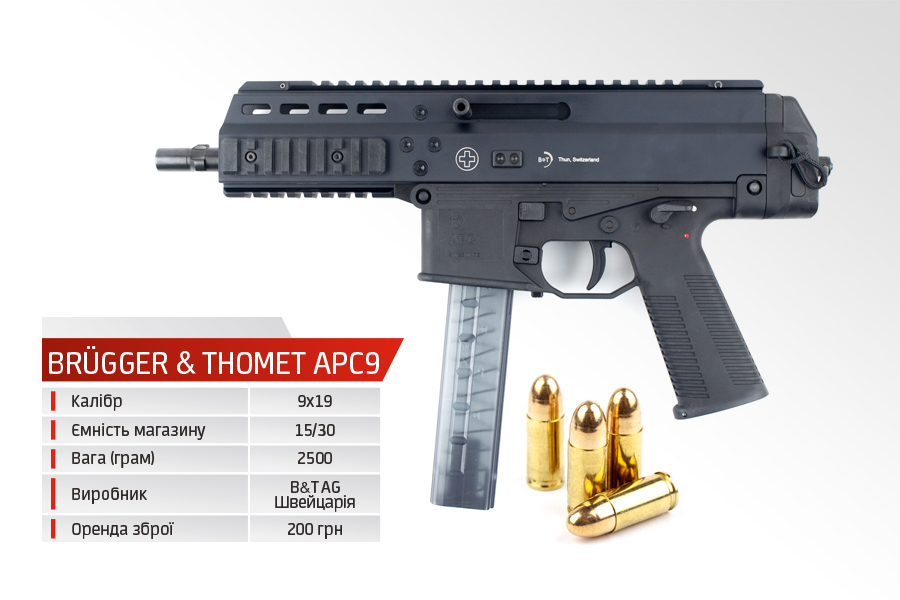 B&T Thun, Switzerland
BRÜGGER & THOMET APC9
Калібр 9x19
Ємність магазину 15/30
Вага (грам) 2500
Виробник B&T AG
Швейцарія
Оренда зброї 200 грн